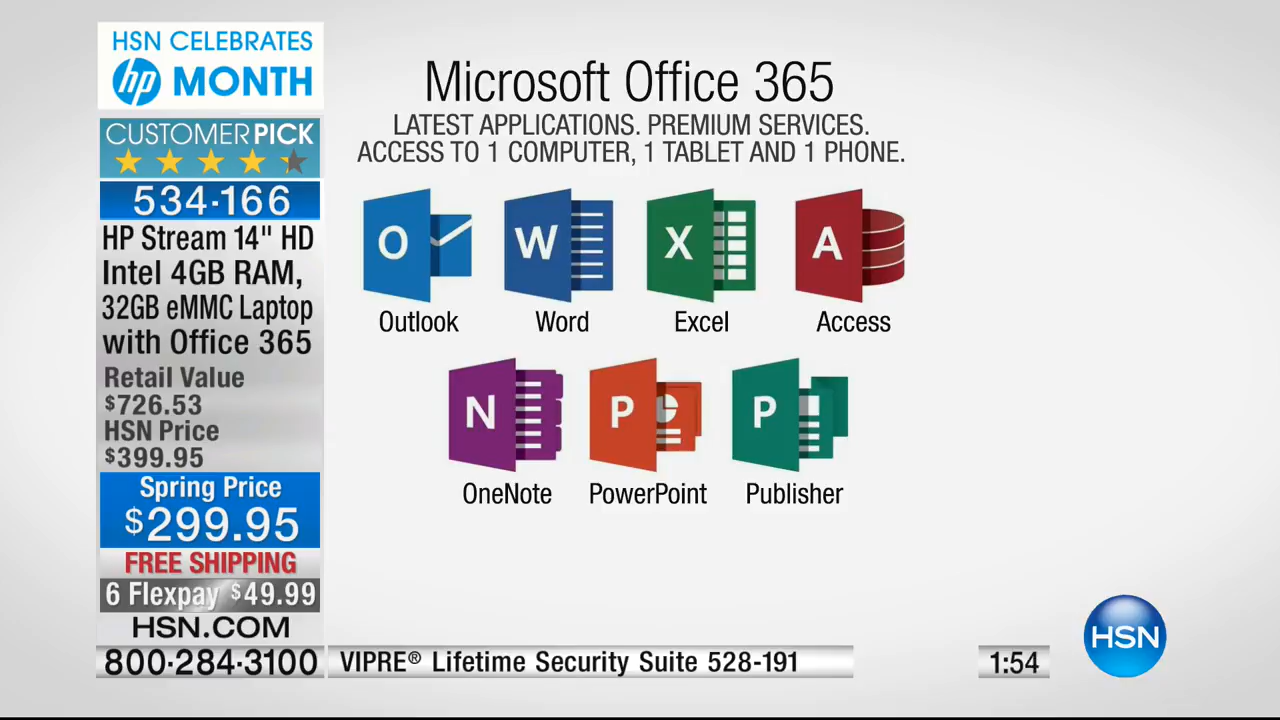 HSN CELEBRATES
hp MONTH
CUSTOMER PICK
534·166
HP Stream 14" HD
Intel 4GB RAM,
32GB eMMC Laptop
with Office 365
Retail Value
$726.53
HSN Price
$399.95
Spring Price
$299.95
FREE SHIPPING
6 Flexpay $49.99
HSN.COM
800·284·3100
Microsoft Office 365
LATEST APPLICATIONS. PREMIUM SERVICES.
ACCESS TO 1 COMPUTER, 1 TABLET AND 1 PHONE.
O W X A
Outlook Word Excel Access
N P P
OneNote PowerPoint Publisher
HSN
VIPRE® Lifetime Security Suite 528-191
1:54